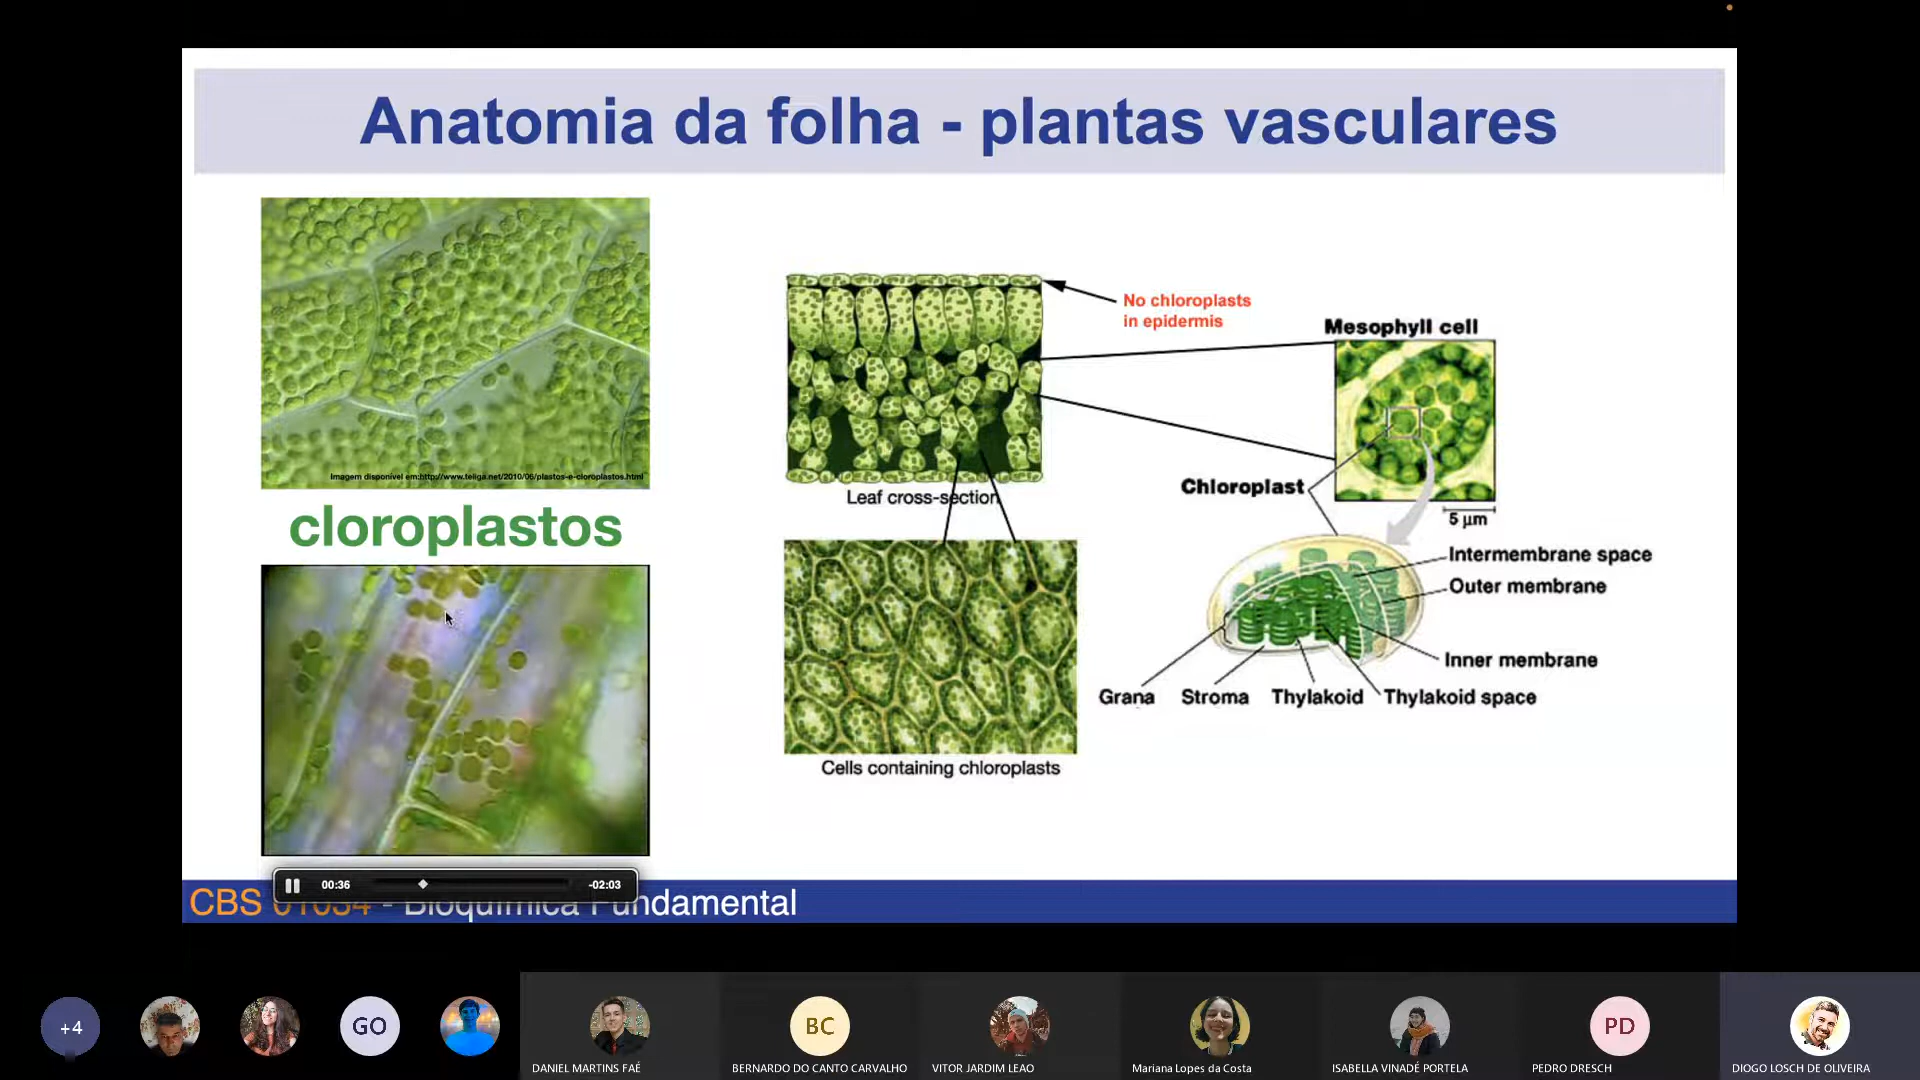 Anatomia da folha - plantas vasculares
Imagem disponível em:http://www.teliga.net/2010/06/plastos-e-cloroplastos.html
cloroplastos
No chloroplasts
in epidermis
Mesophyll cell
Leaf cross-section
Chloroplast
5 µm
Intermembrane space
Outer membrane
Inner membrane
Grana
Stroma
Thylakoid
Thylakoid space
Cells containing chloroplasts
00:36
-02:03
CBS 01034 - Bioquímica Fundamental
+4
GO
BC
PD
DANIEL MARTINS FAÉ
BERNARDO DO CANTO CARVALHO
VITOR JARDIM LEAO
Mariana Lopes da Costa
ISABELLA VINADÉ PORTELA
PEDRO DRESCH
DIOGO LOSCH DE OLIVEIRA